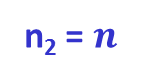 n₂ = n